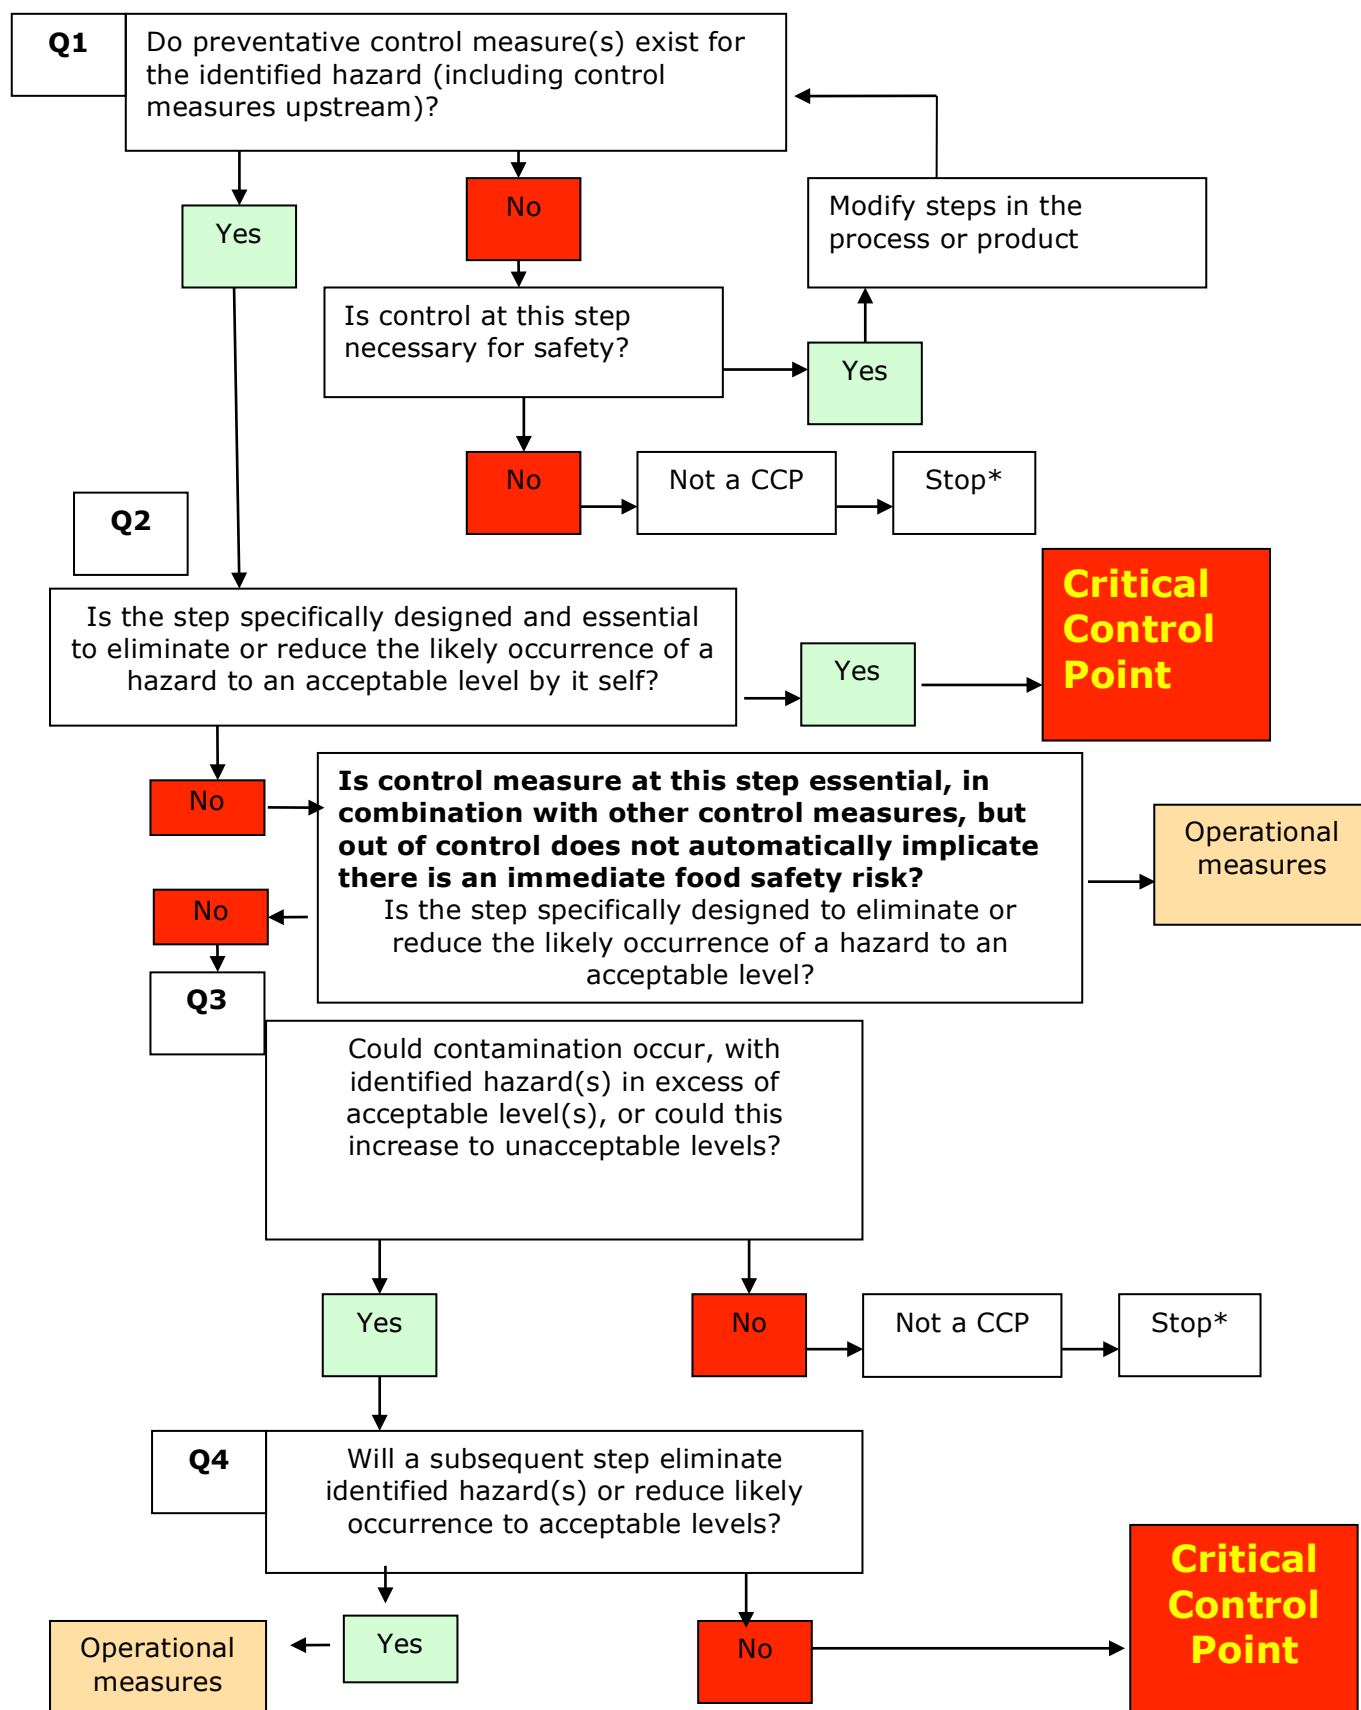 Q1
Do preventative control measure(s) exist for
the identified hazard (including control
measures upstream)?
Yes
No
Modify steps in the
process or product
Is control at this step
necessary for safety?
Yes
No
Not a CCP
Stop*
Q2
Is the step specifically designed and essential
to eliminate or reduce the likely occurrence of a
hazard to an acceptable level by it self?
Yes
Critical
Control
Point
No
Is control measure at this step essential, in
combination with other control measures, but
out of control does not automatically implicate
there is an immediate food safety risk?
Is the step specifically designed to eliminate or
reduce the likely occurrence of a hazard to an
acceptable level?
Operational
measures
No
Q3
Could contamination occur, with
identified hazard(s) in excess of
acceptable level(s), or could this
increase to unacceptable levels?
Yes
No
Not a CCP
Stop*
Q4
Will a subsequent step eliminate
identified hazard(s) or reduce likely
occurrence to acceptable levels?
Yes
Operational
measures
No
Critical
Control
Point